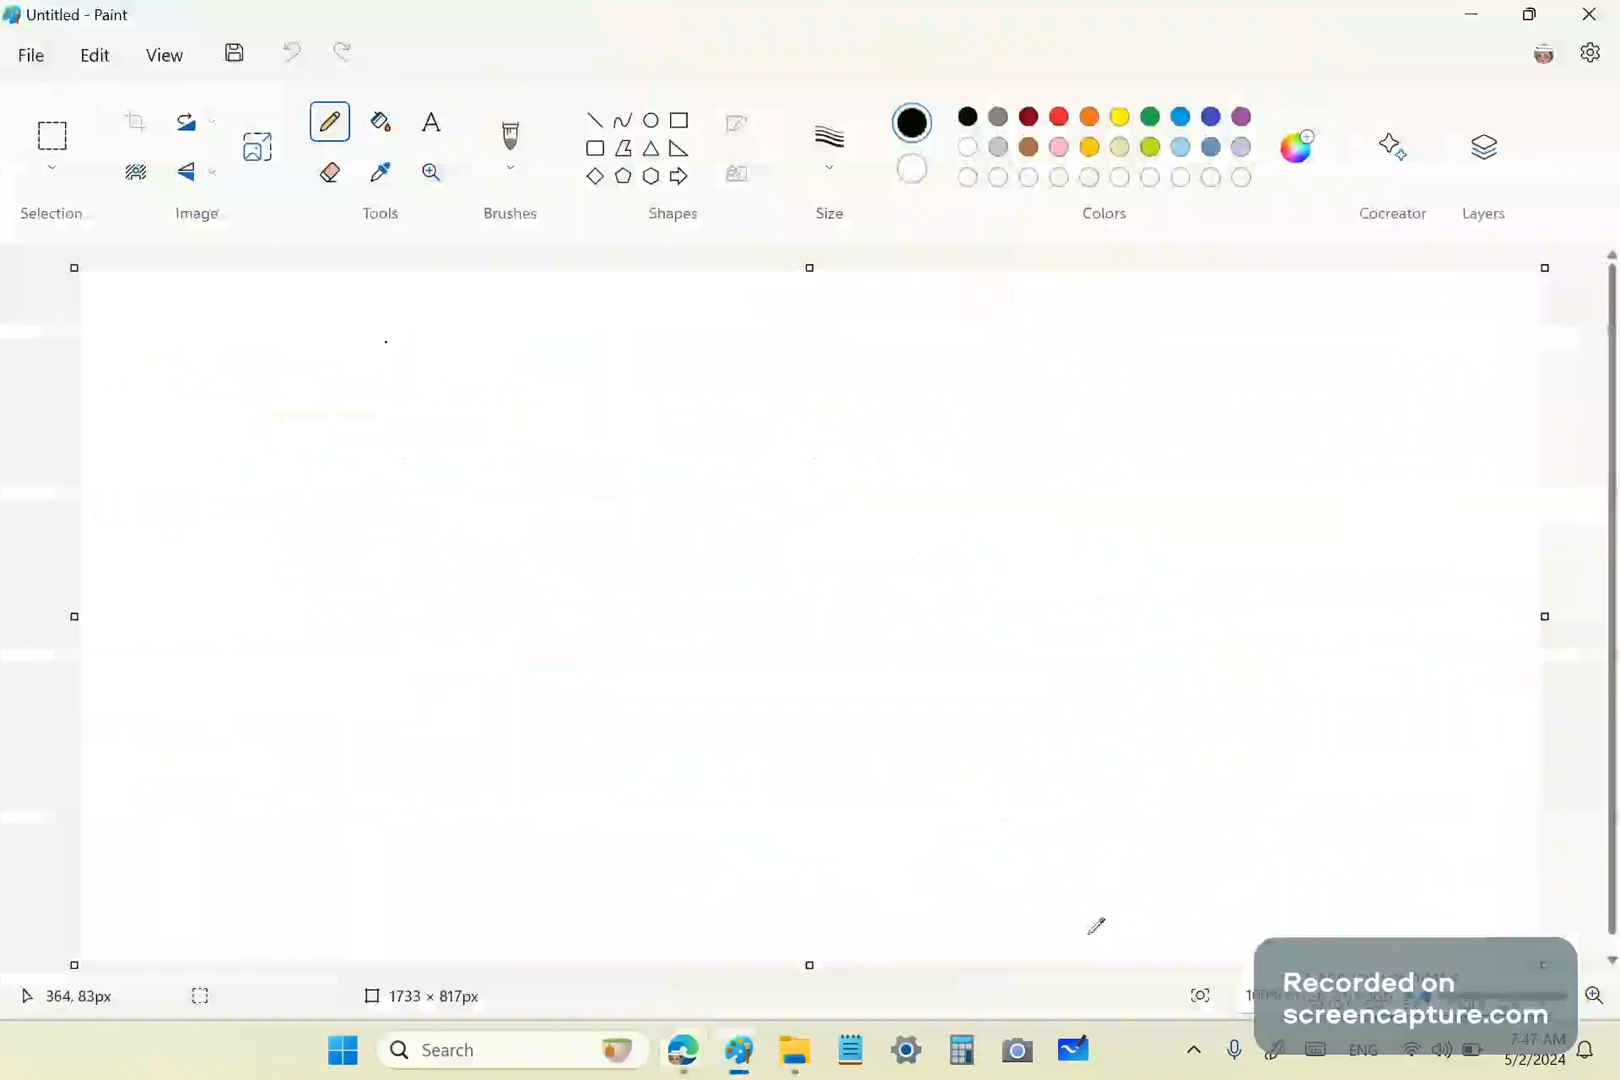 Untitled - Paint
File Edit View
Selection Image Tools Brushes Shapes Size Colors Cocreator Layers
364, 83px 1733 × 817px
Recorded on
screencapture.com
Search ENG 7:47 AM
5/2/2024